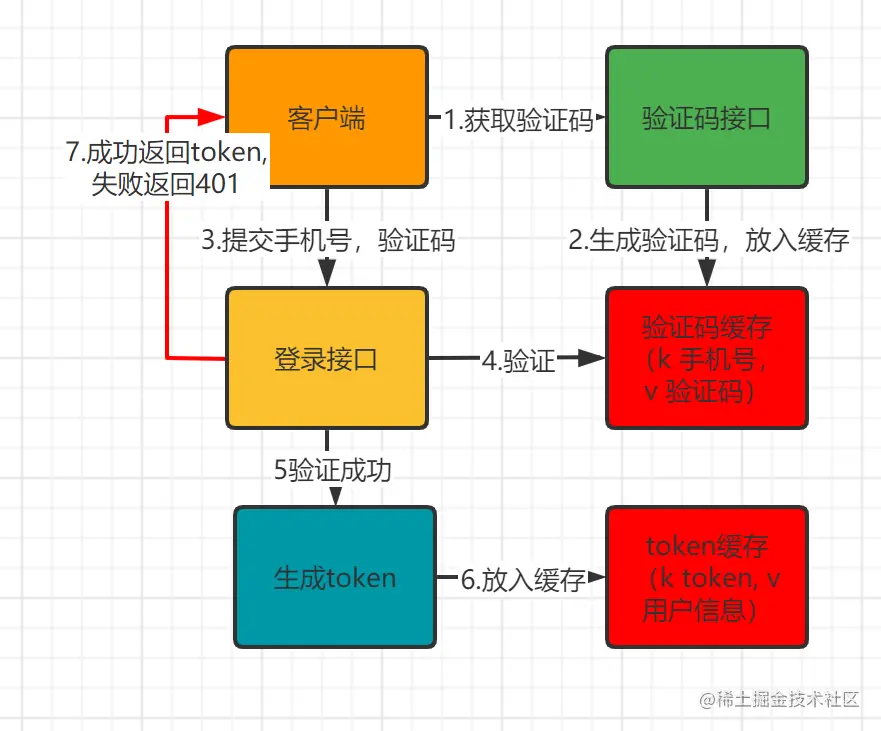 客户端
1.获取验证码
验证码接口
7.成功返回token,
失败返回401
3.提交手机号，验证码
2.生成验证码，放入缓存
登录接口
4.验证
验证码缓存
（k 手机号，
v 验证码）
5验证成功
生成token
6.放入缓存
token缓存
（k token, v
用户信息）
@稀土掘金技术社区